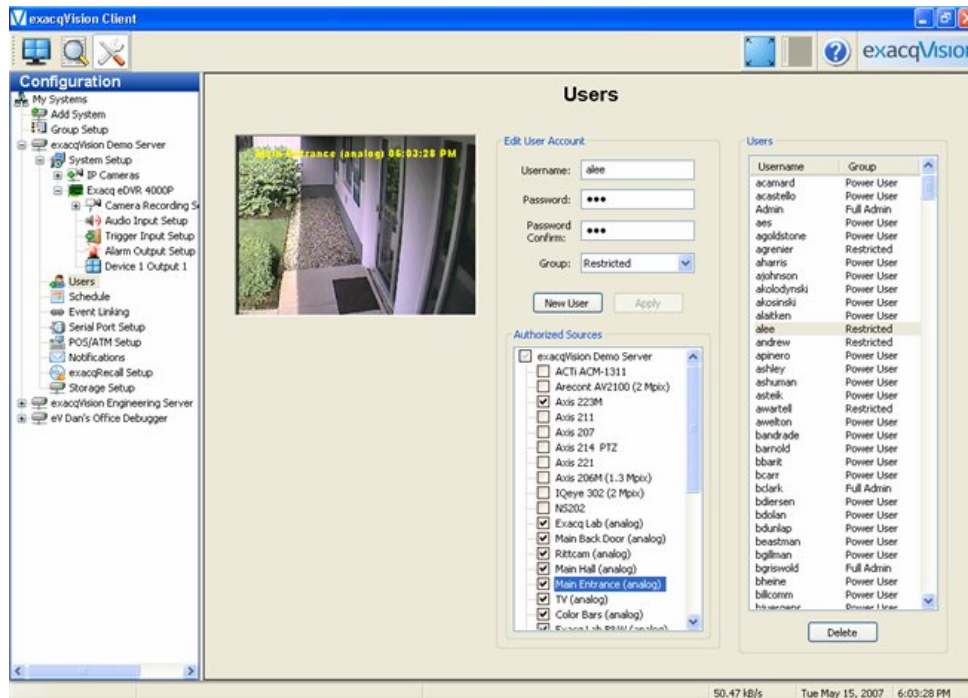 exacqVision Client
exacqVision
Configuration
My Systems
Add System
Group Setup
exacqVision Demo Server
System Setup
IP Cameras
Exacq eDVR 4000P
Camera Recording S
Audio Input Setup
Trigger Input Setup
Alarm Output Setup
Device 1 Output 1
Users
Schedule
Event Linking
Serial Port Setup
POS/ATM Setup
Notifications
exacqRecall Setup
Storage Setup
exacqVision Engineering Server
eV Dan's Office Debugger
Users
Main Entrance (analog) 06:03:28 PM
Edit User Account
Username: alee
Password: •••
Password Confirm: •••
Group: Restricted
New User Apply
Authorized Sources
exacqVision Demo Server
ACTi ACM-1311
Arecont AV2100 (2 Mpix)
Axis 223M
Axis 211
Axis 207
Axis 214 PTZ
Axis 221
Axis 206M (1.3 Mpix)
IQeye 302 (2 Mpix)
NS202
Exacq Lab (analog)
Main Back Door (analog)
Rittcam (analog)
Main Hall (analog)
Main Entrance (analog)
TV (analog)
Color Bars (analog)
Exacq Lab B&W (analog)
Users
Username Group
acamard Power User
acastello Power User
Admin Full Admin
aes Power User
agoldstone Power User
agrenier Restricted
aharris Power User
ajohnson Power User
akolodynski Power User
akosinski Power User
alaitken Power User
alee Restricted
andrew Restricted
apinero Power User
ashley Power User
ashuman Power User
asteik Power User
awartell Restricted
awelton Power User
bandrade Power User
barnold Power User
bbarit Power User
bcarr Power User
bclark Full Admin
bdiersen Power User
bdolan Power User
bdunlap Power User
beastman Power User
bgillman Power User
bgriswold Full Admin
bheine Power User
billcomm Power User
Power User
Delete
50.47 kB/s Tue May 15, 2007 6:03:28 PM